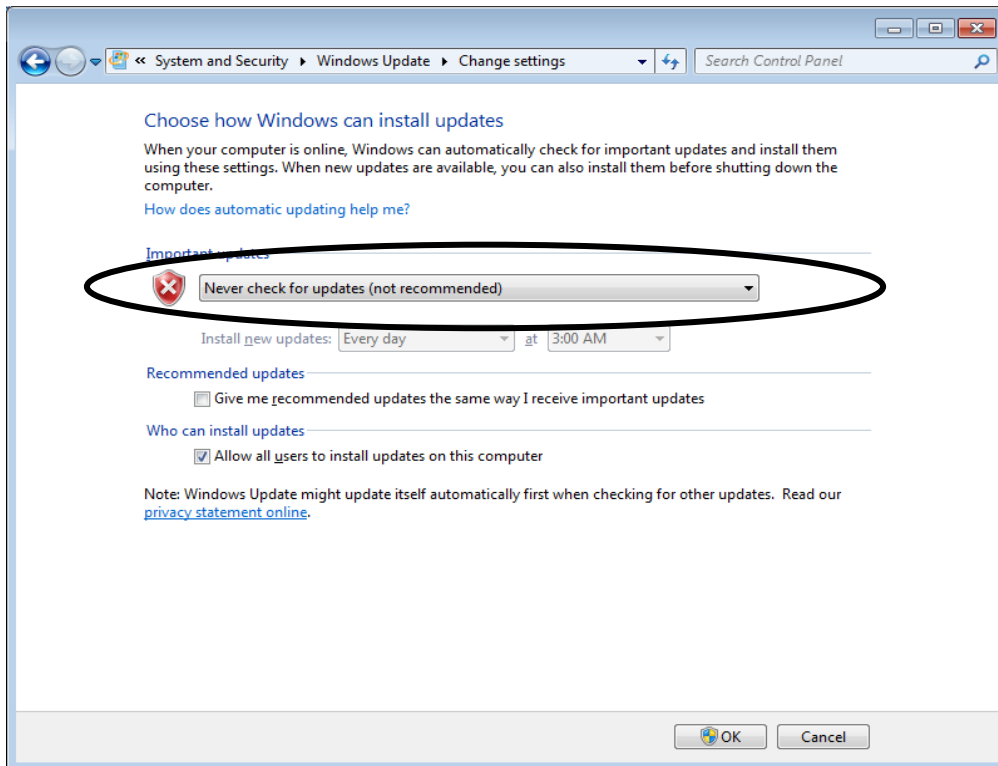 « System and Security ▸ Windows Update ▸ Change settings Search Control Panel
Choose how Windows can install updates
When your computer is online, Windows can automatically check for important updates and install them
using these settings. When new updates are available, you can also install them before shutting down the
computer.
How does automatic updating help me?
Important updates
Never check for updates (not recommended)
Install new updates: Every day at 3:00 AM
Recommended updates
Give me recommended updates the same way I receive important updates
Who can install updates
Allow all users to install updates on this computer
Note: Windows Update might update itself automatically first when checking for other updates. Read our
privacy statement online.
OK Cancel